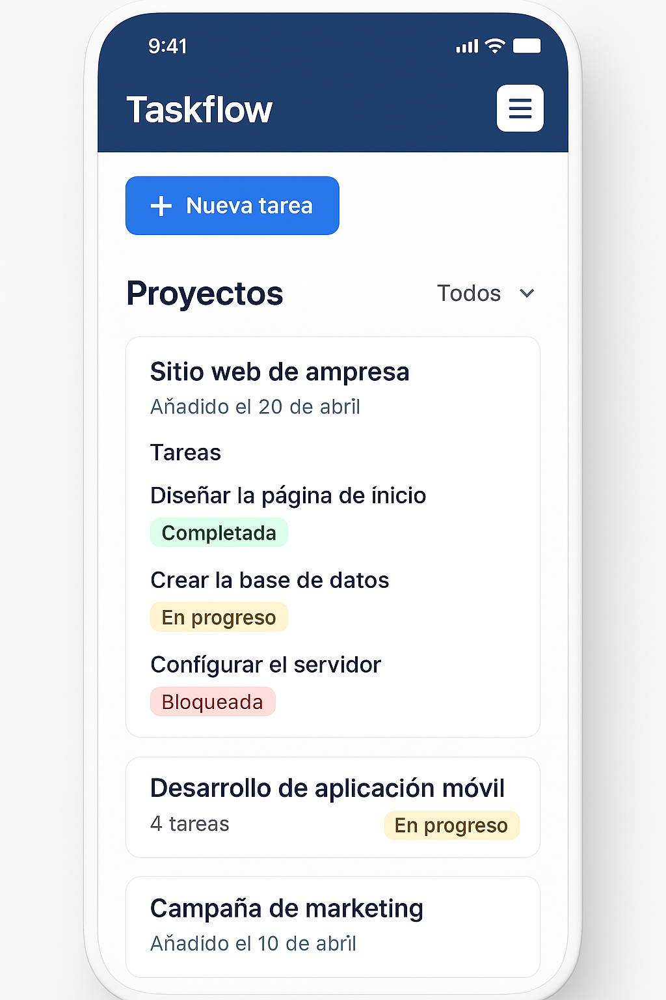 9:41
Taskflow
+ Nueva tarea
Proyectos
Todos
Sitio web de ampresa
Aňadido el 20 de abril
Tareas
Diseñar la página de ínicio
Completada
Crear la base de datos
En progreso
Confígurar el servidor
Bloqueada
Desarrollo de aplicación móvil
4 tareas
En progreso
Campaña de marketing
Aňadído el 10 de abril